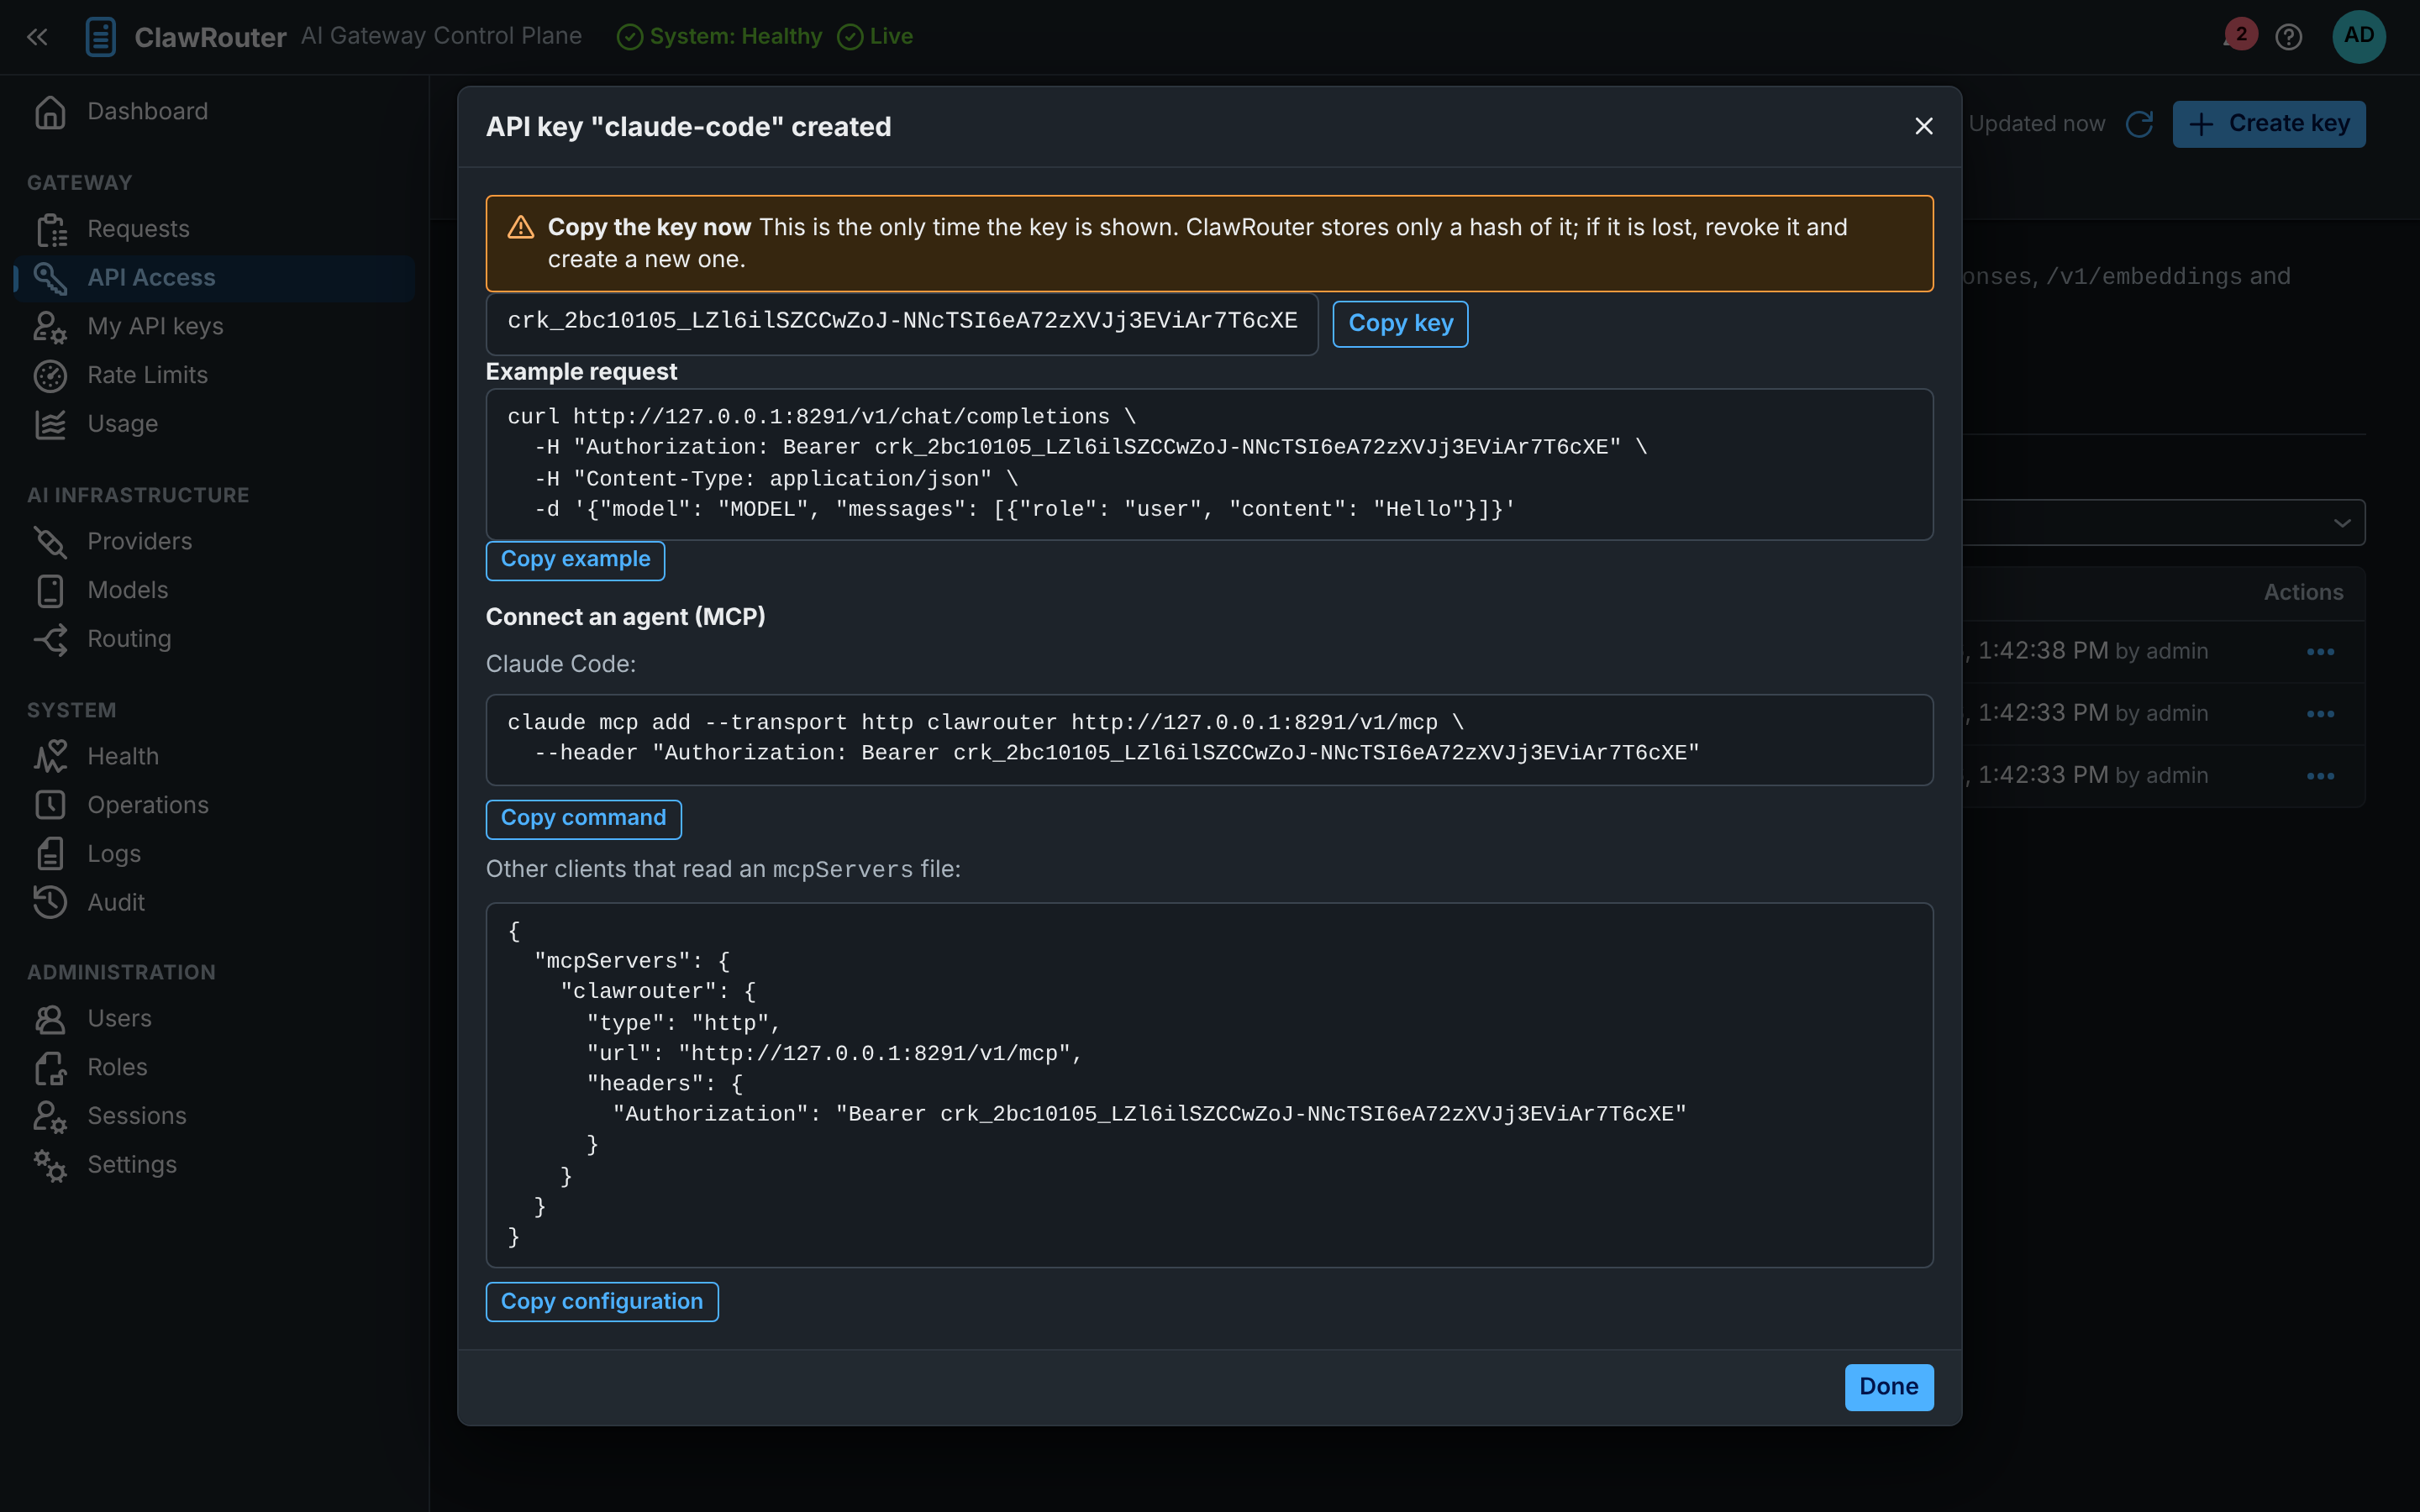 ClawRouter AI Gateway Control Plane System: Healthy Live 2 AD
Dashboard
GATEWAY
Requests
API Access
My API keys
Rate Limits
Usage
AI INFRASTRUCTURE
Providers
Models
Routing
SYSTEM
Health
Operations
Logs
Audit
ADMINISTRATION
Users
Roles
Sessions
Settings
API key "claude-code" created
Copy the key now This is the only time the key is shown. ClawRouter stores only a hash of it; if it is lost, revoke it and
create a new one.
crk_2bc10105_LZl6ilSZCCwZoJ-NNcTSI6eA72zXVJj3EViAr7T6cXE Copy key
Example request
curl http://127.0.0.1:8291/v1/chat/completions \
  -H "Authorization: Bearer crk_2bc10105_LZl6ilSZCCwZoJ-NNcTSI6eA72zXVJj3EViAr7T6cXE" \
  -H "Content-Type: application/json" \
  -d '{"model": "MODEL", "messages": [{"role": "user", "content": "Hello"}]}'
Copy example
Connect an agent (MCP)
Claude Code:
claude mcp add --transport http clawrouter http://127.0.0.1:8291/v1/mcp \
  --header "Authorization: Bearer crk_2bc10105_LZl6ilSZCCwZoJ-NNcTSI6eA72zXVJj3EViAr7T6cXE"
Copy command
Other clients that read an mcpServers file:
{
  "mcpServers": {
    "clawrouter": {
      "type": "http",
      "url": "http://127.0.0.1:8291/v1/mcp",
      "headers": {
        "Authorization": "Bearer crk_2bc10105_LZl6ilSZCCwZoJ-NNcTSI6eA72zXVJj3EViAr7T6cXE"
      }
    }
  }
}
Copy configuration
Done
Updated now Create key
/v1/embeddings and
Actions
1:42:38 PM by admin
1:42:33 PM by admin
1:42:33 PM by admin